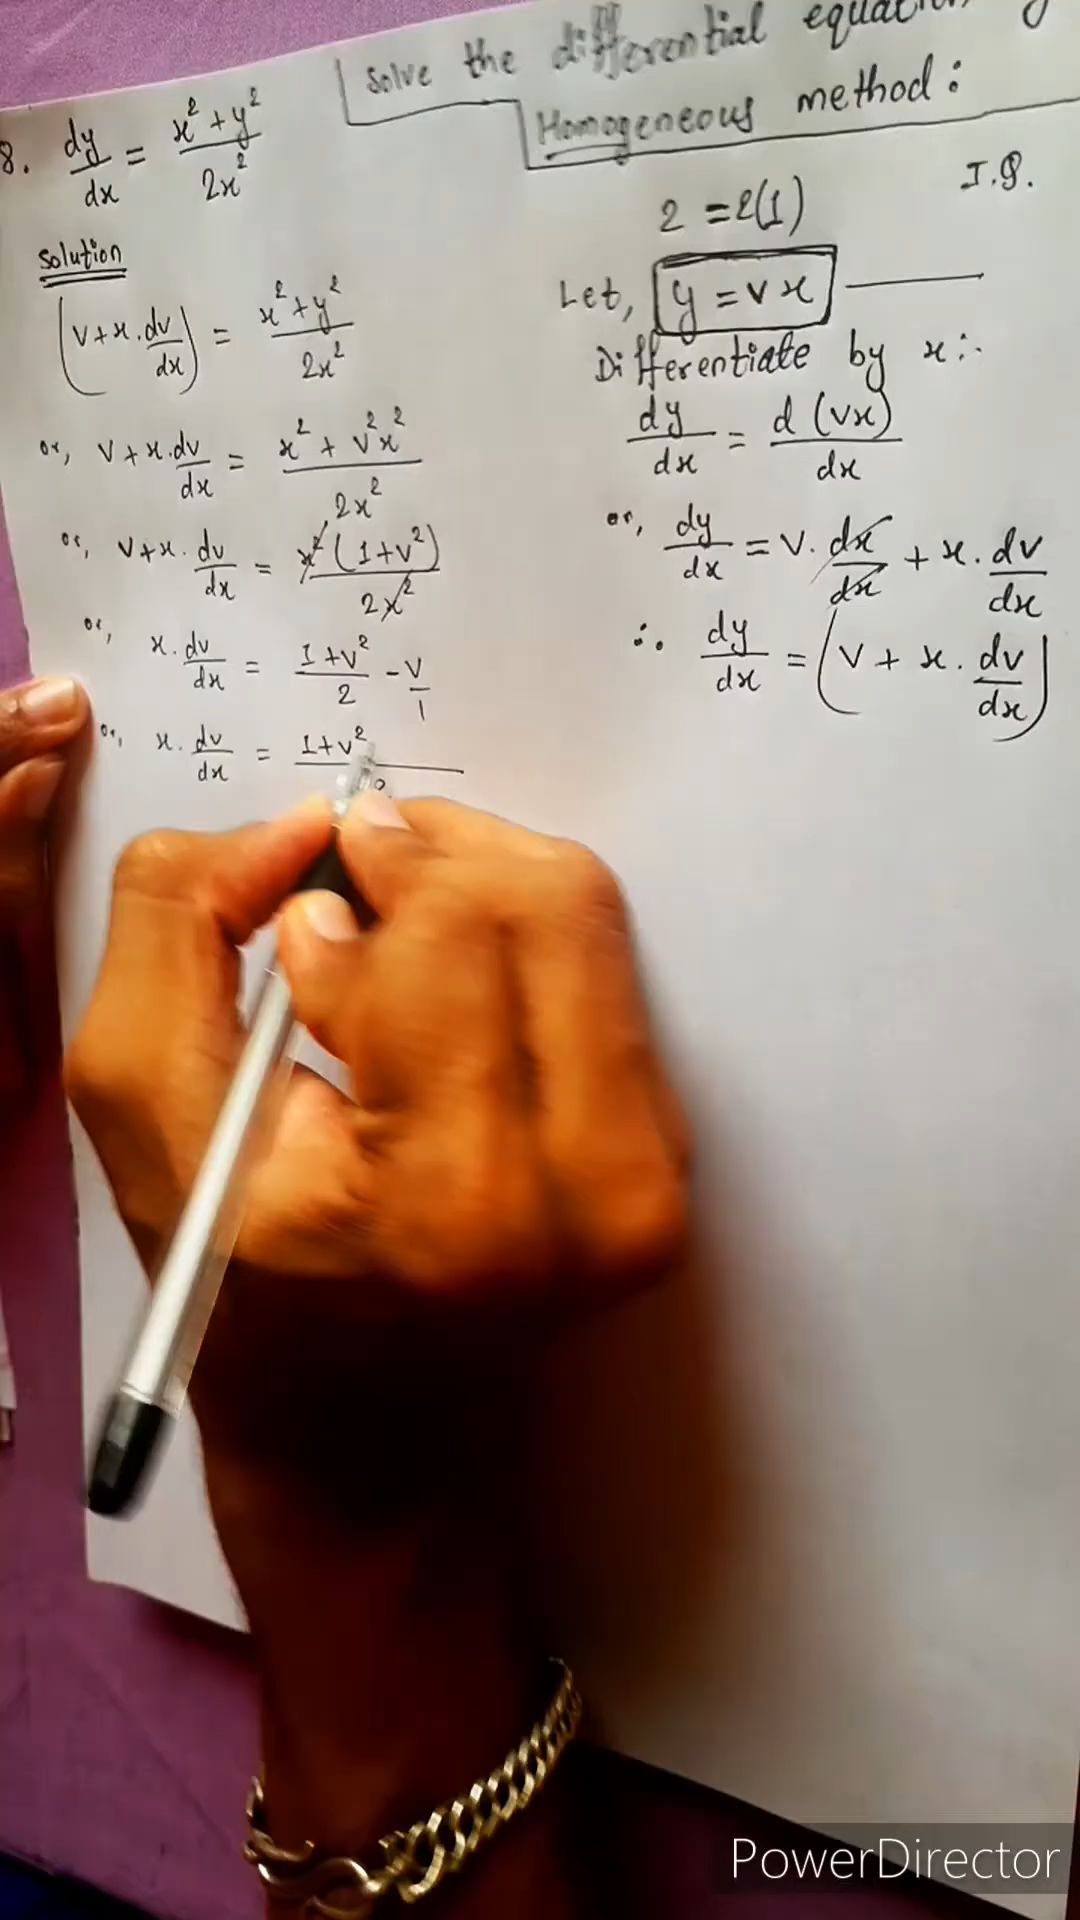 Solve the differential equation
Homogeneous method:
8. dy/dx = x²+y²/2x²
I.Q.
2 = 2(1)
Solution
(v+x.dv/dx) = x²+y²/2x²
or, v+x.dv/dx = x²+v²x²/2x²
or, v+x.dv/dx = x²(1+v²)/2x²
or, x.dv/dx = 1+v²/2 - v/1
or, x.dv/dx = 1+v²
Let, y = vx
Differentiate by x:.
dy/dx = d(vx)/dx
or, dy/dx = v.dx/dx + x.dv/dx
∴ dy/dx = (v + x.dv/dx)
PowerDirector